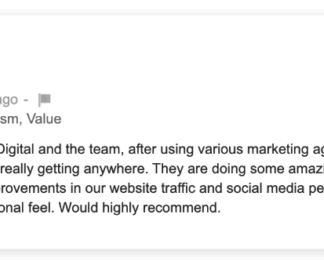 ago -
sm, Value
Digital and the team, after using various marketing ag
really getting anywhere. They are doing some amazi
rovements in our website traffic and social media pe
onal feel. Would highly recommend.